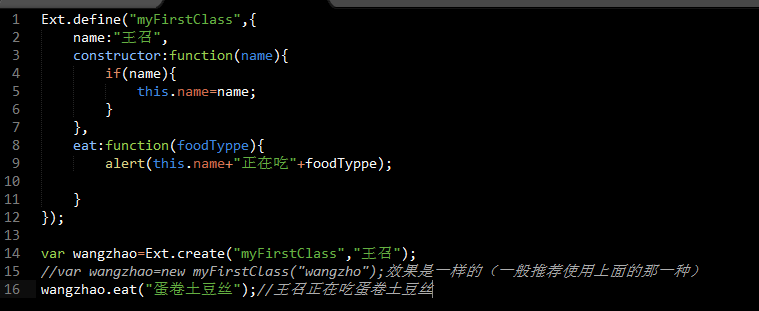 1 Ext.define("myFirstClass",{
2 name:"王召",
3 constructor:function(name){
4 if(name){
5 this.name=name;
6 }
7 },
8 eat:function(foodTyppe){
9 alert(this.name+"正在吃"+foodTyppe);
10
11 }
12 });
13
14 var wangzhao=Ext.create("myFirstClass","王召");
15 //var wangzhao=new myFirstClass("wangzho");效果是一样的（一般推荐使用上面的那一种）
16 wangzhao.eat("蛋卷土豆丝");//王召正在吃蛋卷土豆丝